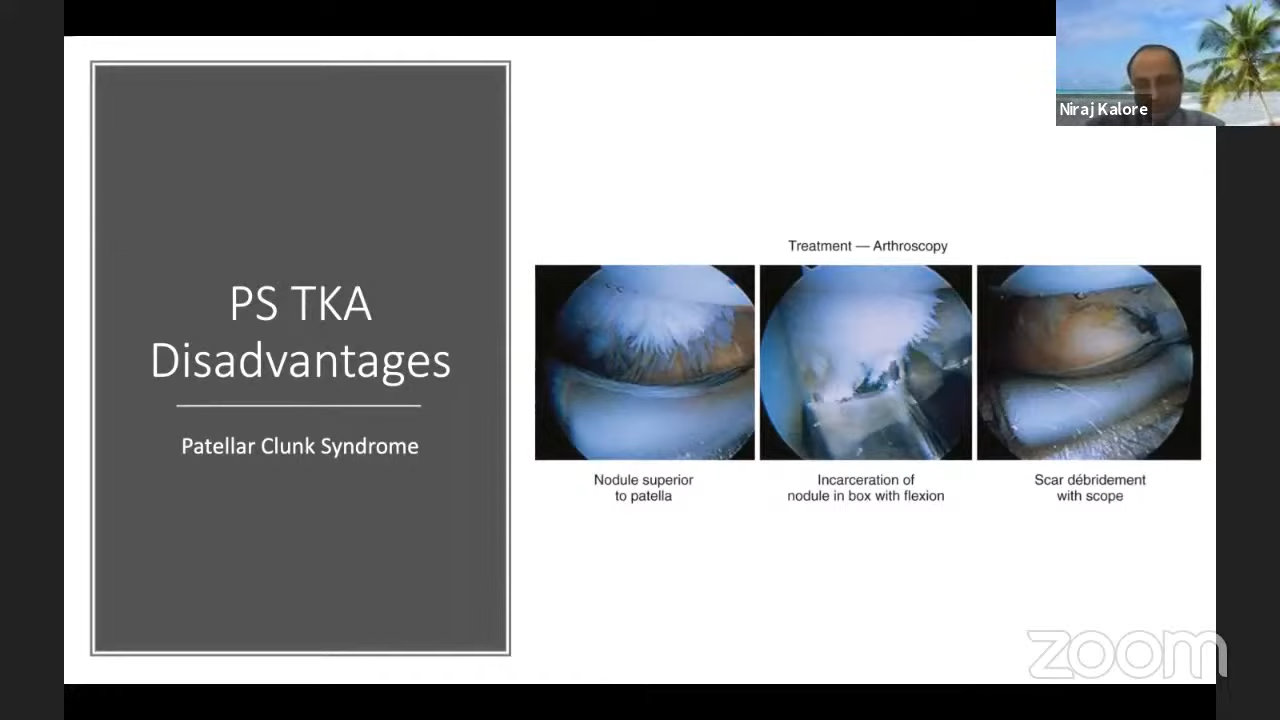 Niraj Kalore
PS TKA
Disadvantages
Patellar Clunk Syndrome
Treatment — Arthroscopy
Nodule superior
to patella
Incarceration of
nodule in box with flexion
Scar débridement
with scope
zoom